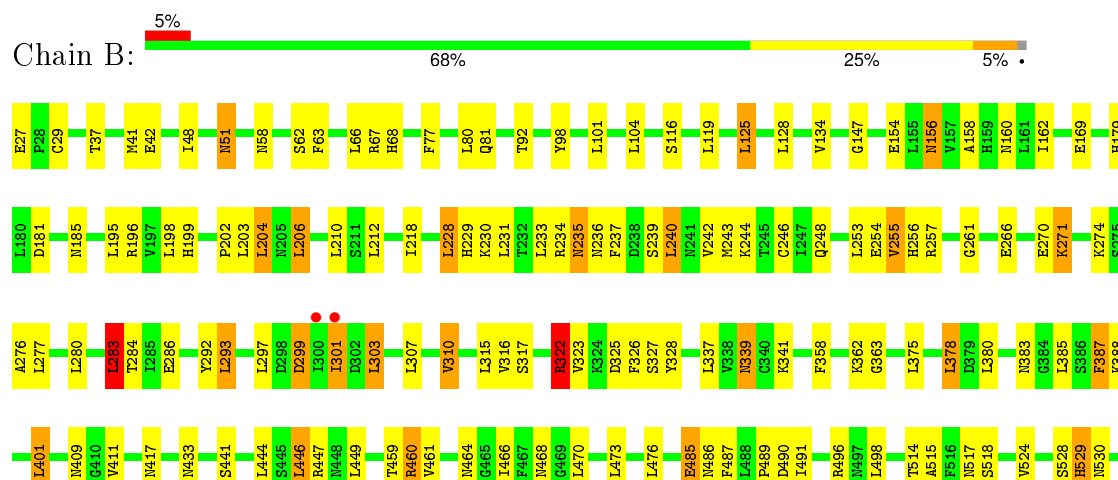 5%
Chain B:
68% 25% 5% •
E27 P28 C29 T37 M41 E42 I48 N51 N58 S62 F63 L66 R67 H68 F77 L80 Q81 T92 Y98 L101 L104 S116 L119 L125 L128 V134 G147 E154 L155 N156 V157 A158 H159 N160 L161 I162 E169 H179
L180 D181 N185 L195 R196 V197 L198 H199 P202 L203 L204 N205 L206 S211 L210 L212 I218 L228 H229 K230 L231 T232 L233 R234 N235 N236 F237 D238 S239 L240 N241 V242 M243 K244 T245 C246 I247 Q248 L253 E254 V255 H256 R257 G261 E266 E270 K271 K274 S275
A276 L277 L280 L283 T284 I285 E286 Y292 L293 L297 D298 D299 I300 I301 D302 L303 L307 V310 L315 V316 S317 R322 V323 K324 D325 F326 S327 Y328 L337 V338 N339 C340 K341 F358 K362 G363 L375 L378 D379 L380 N383 G384 L385 S386 F387 K388
L401 N409 G410 V411 N417 N433 S441 L444 S445 L446 R447 N448 L449 T459 R460 V461 N464 G465 I466 F467 N468 G469 L470 L473 L476 E485 N486 F487 L488 P489 D490 I491 R496 N497 L498 T514 A515 F516 N517 S518 V524 S528 H529 N530